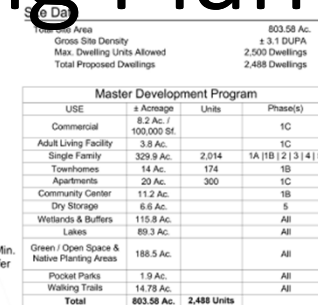 Site Data
Total Site Area 803.58 Ac.
Gross Site Density ± 3.1 DUPA
Max. Dwelling Units Allowed 2,500 Dwellings
Total Proposed Dwellings 2,488 Dwellings
Master Development Program
USE ± Acreage Units Phase(s)
Commercial 8.2 Ac. / 100,000 Sf. 1C
Adult Living Facility 3.8 Ac. 1C
Single Family 329.9 Ac. 2,014 1A |1B | 2 | 3 | 4 |
Townhomes 14 Ac. 174 1B
Apartments 20 Ac. 300 1C
Community Center 11.2 Ac. 1B
Dry Storage 6.6 Ac. 5
Wetlands & Buffers 115.8 Ac. All
Lakes 89.3 Ac. All
Green / Open Space & Native Planting Areas 188.5 Ac. All
Pocket Parks 1.9 Ac. All
Walking Trails 14.78 Ac. All
Total 803.58 Ac. 2,488 Units